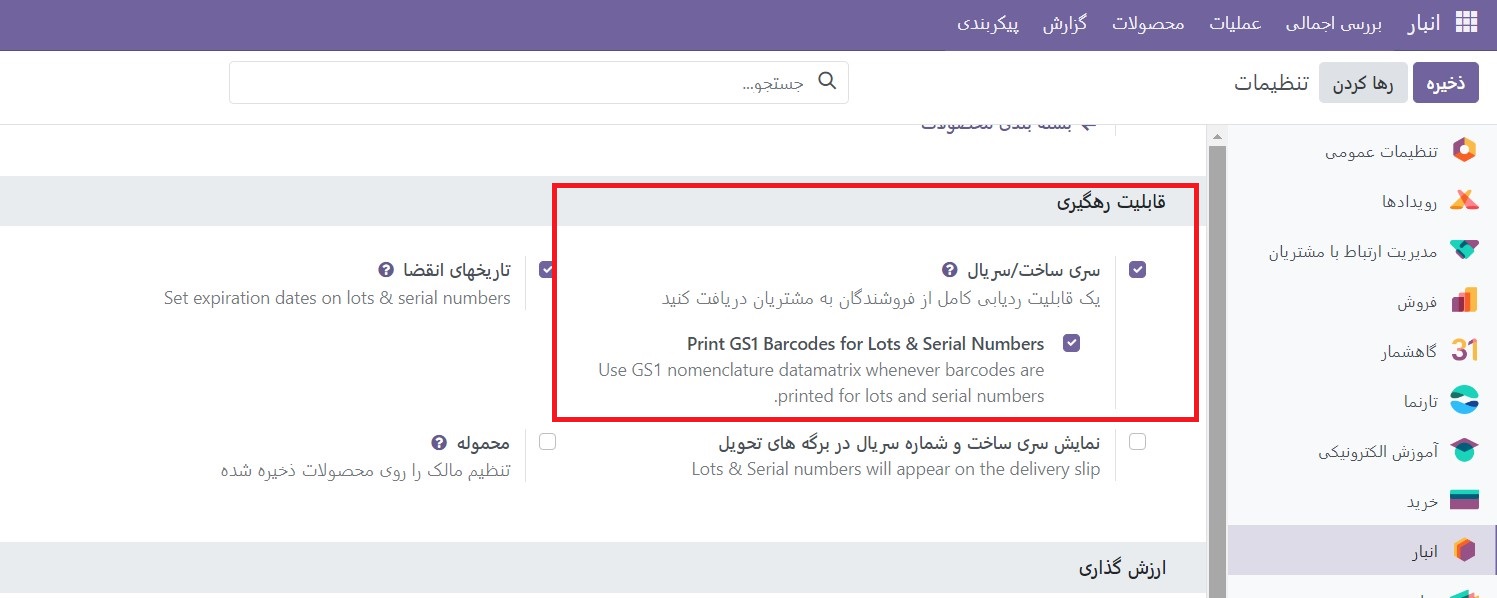 انبار
بررسی اجمالی
عملیات
محصولات
گزارش
پیکربندی
ذخیره
رها کردن
تنظیمات
جستجو...
تنظیمات عمومی
رویدادها
مدیریت ارتباط با مشتریان
فروش
گاهشمار
31
تارنما
آموزش الکترونیکی
خرید
انبار
بسته بندی محصولات
قابلیت رهگیری
سری ساخت/سریال
یک قابلیت ردیابی کامل از فروشندگان به مشتریان دریافت کنید
Print GS1 Barcodes for Lots & Serial Numbers
Use GS1 nomenclature datamatrix whenever barcodes are
.printed for lots and serial numbers
تاریخهای انقضا
Set expiration dates on lots & serial numbers
نمایش سری ساخت و شماره سریال در برگه های تحویل
Lots & Serial numbers will appear on the delivery slip
محموله
تنظیم مالک را روی محصولات ذخیره شده
ارزش گذاری